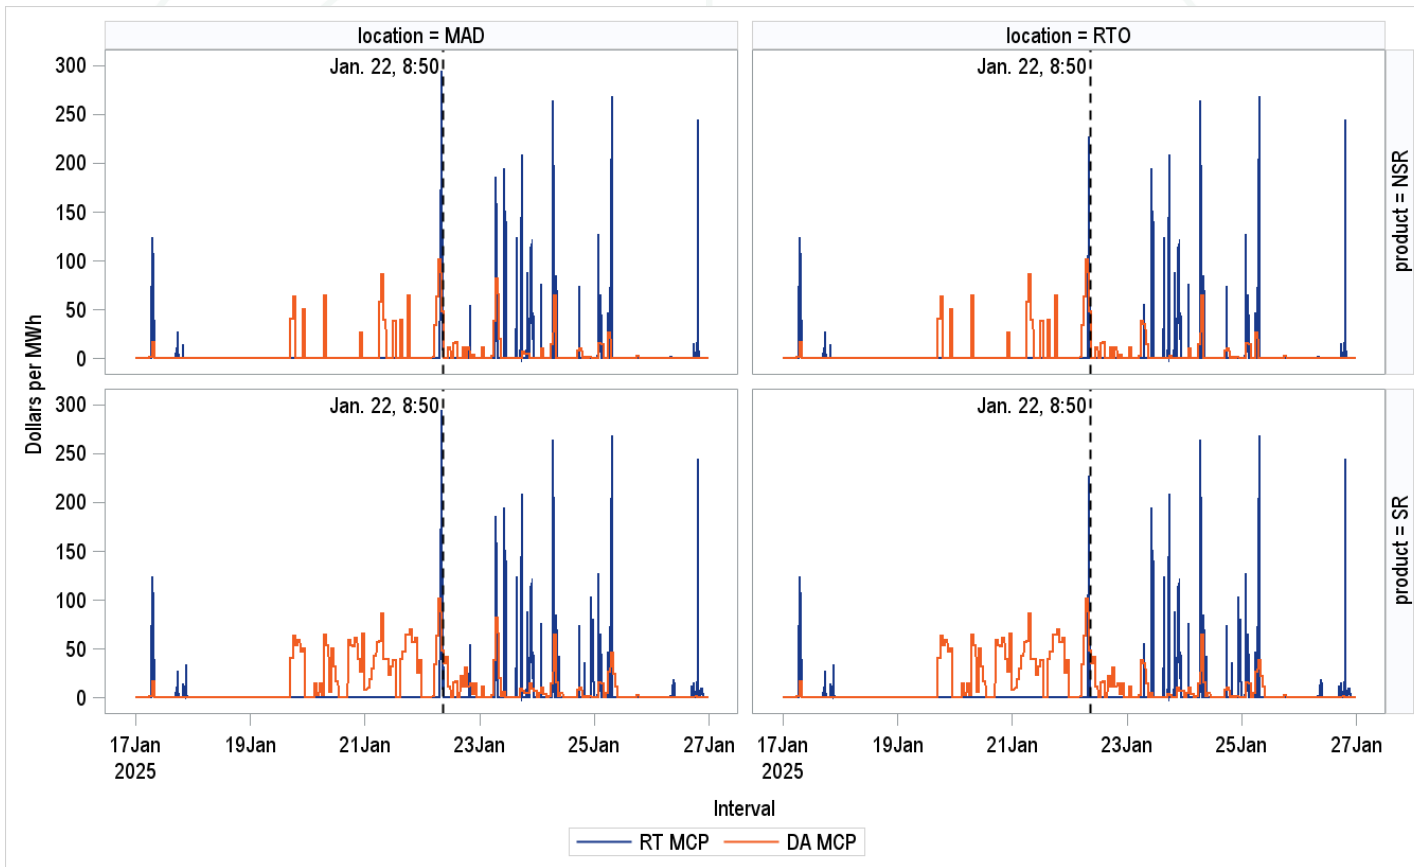 location = MAD
location = RTO
Jan. 22, 8:50
Jan. 22, 8:50
300
250
200
150
100
50
0
product = NSR
Jan. 22, 8:50
Jan. 22, 8:50
300
250
200
150
100
50
0
product = SR
Dollars per MWh
17Jan 19Jan 21Jan 23Jan 25Jan 27Jan
2025
17Jan 19Jan 21Jan 23Jan 25Jan 27Jan
2025
Interval
RT MCP DA MCP